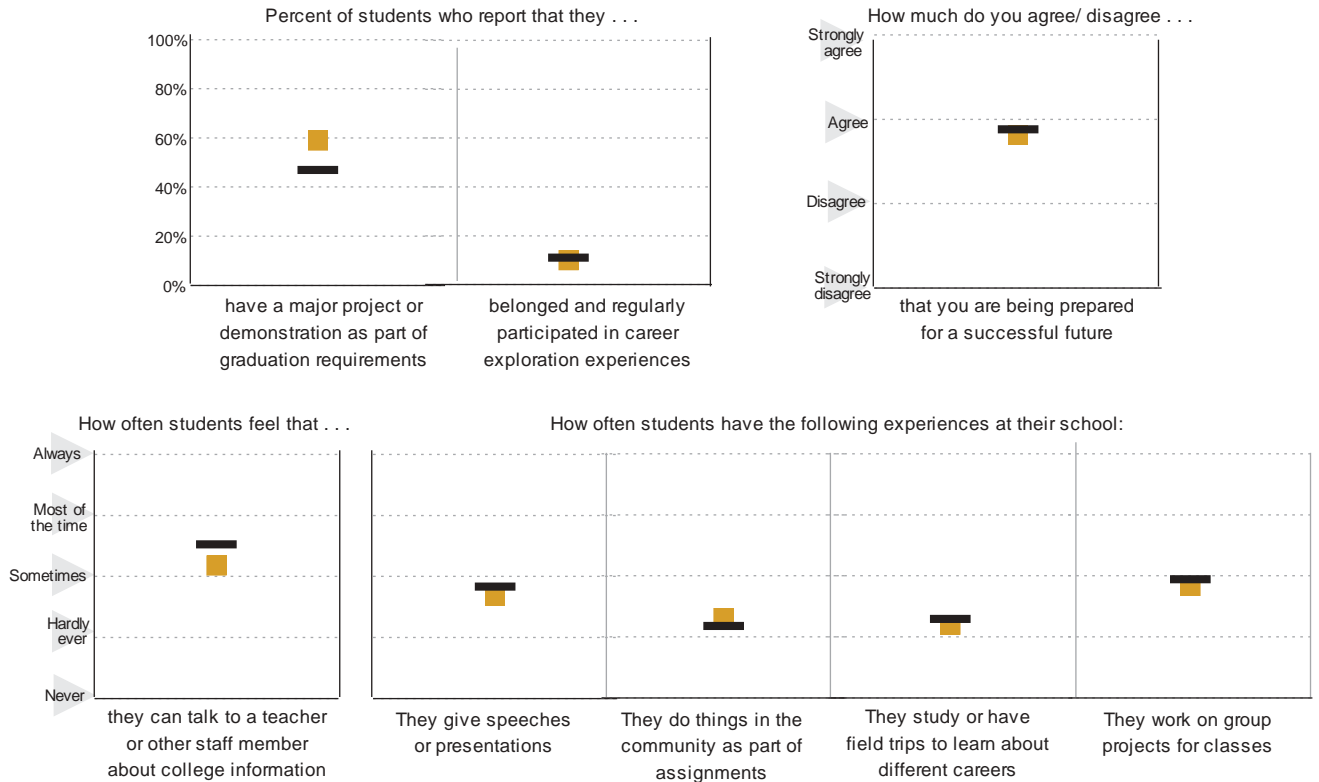 Percent of students who report that they . . .
100%
80%
60%
40%
20%
0%
have a major project or
demonstration as part of
graduation requirements
belonged and regularly
participated in career
exploration experiences
How much do you agree/ disagree . . .
Strongly
agree
Agree
Disagree
Strongly
disagree
that you are being prepared
for a successful future
How often students feel that . . .
Always
Most of
the time
Sometimes
Hardly
ever
Never
they can talk to a teacher
or other staff member
about college information
How often students have the following experiences at their school:
They give speeches
or presentations
They do things in the
community as part of
assignments
They study or have
field trips to learn about
different careers
They work on group
projects for classes